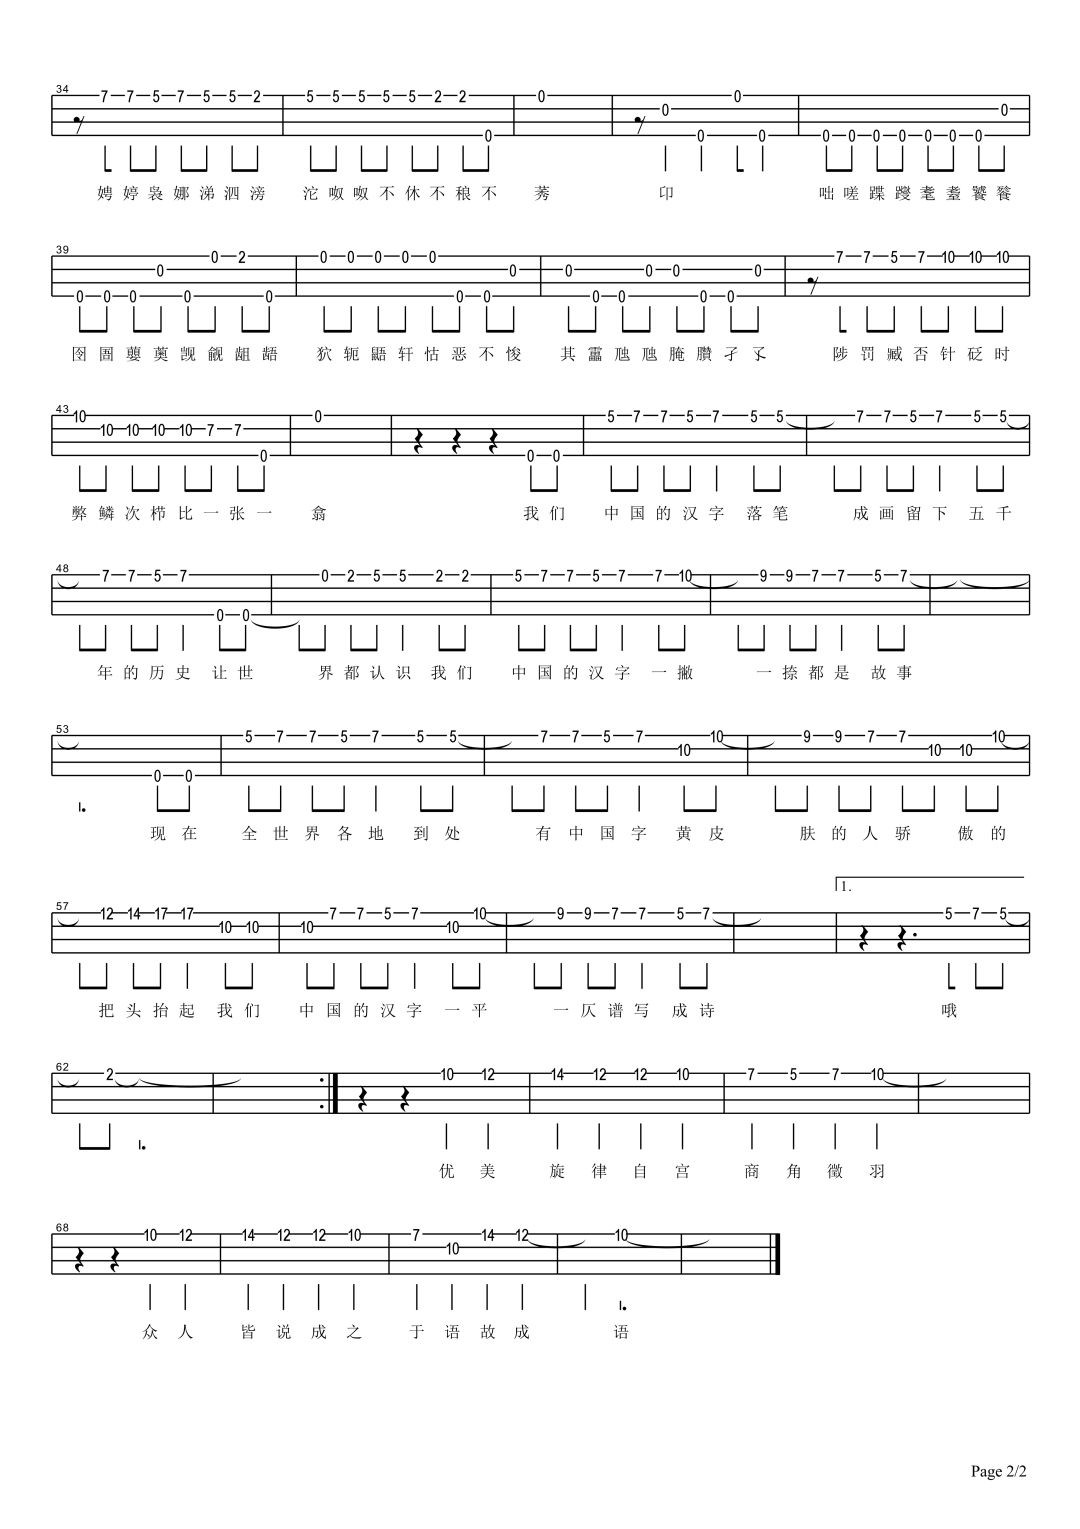 34
7 7 5 7 5 5 2 5 5 5 5 5 2 2 0 0
0 0
0 0 0 0 0 0 0 0 0 0
娉 婷 袅 娜 涕 泗 滂 沱 呶 呶 不 休 不 稂 不 莠 卬 咄 嗟 蹀 躞 耄 耋 饕 餮
39
0 2 0 0 0 0 0 7 7 5 7 10 10 10
0 0 0 0 0 0
0 0 0 0 0 0 0 0 0 0 0
囹 圄 蘡 薁 觊 觎 龃 龉 狖 轭 鼯 轩 怙 恶 不 悛 其 靁 虺 虺 腌 臜 孑 孓 陟 罚 臧 否 针 砭 时
43
10 0 5 7 7 5 7 5 5 7 7 5 7 5 5
10 10 10 10 7 7
0 0 0
弊 鳞 次 栉 比 一 张 一 翕 我 们 中 国 的 汉 字 落 笔 成 画 留 下 五 千
48
7 7 5 7 0 2 5 5 2 2 5 7 7 5 7 7 10 9 9 7 7 5 7
0 0
年 的 历 史 让 世 界 都 认 识 我 们 中 国 的 汉 字 一 撇 一 捺 都 是 故 事
53
5 7 7 5 7 5 5 7 7 5 7 10 9 9 7 7 10
10 10 10
0 0
现 在 全 世 界 各 地 到 处 有 中 国 字 黄 皮 肤 的 人 骄 傲 的
1.
57
12 14 17 17 7 7 5 7 10 9 9 7 7 5 7 5 7 5
10 10 10 10
把 头 抬 起 我 们 中 国 的 汉 字 一 平 一 仄 谱 写 成 诗 哦
62
2 10 12 14 12 12 10 7 5 7 10
优 美 旋 律 自 宫 商 角 徵 羽
68
10 12 14 12 12 10 7 14 12 10
10
众 人 皆 说 成 之 于 语 故 成 语
Page 2/2